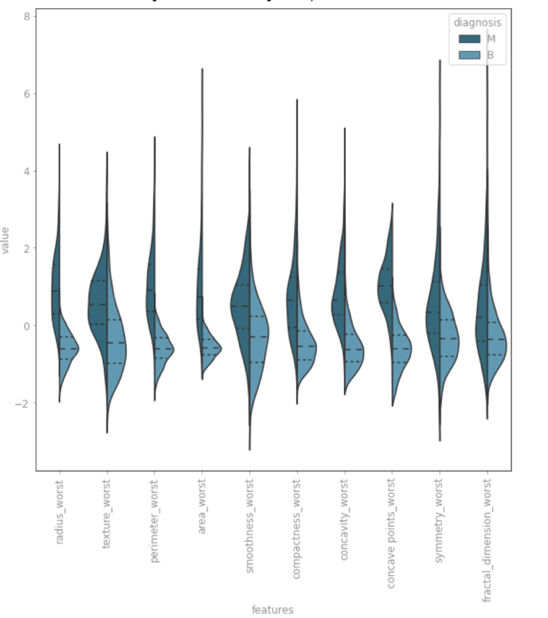 8
6
4
2
0
−2
value
diagnosis
M
B
radius_worst
texture_worst
perimeter_worst
area_worst
smoothness_worst
compactness_worst
concavity_worst
concave points_worst
symmetry_worst
fractal_dimension_worst
features